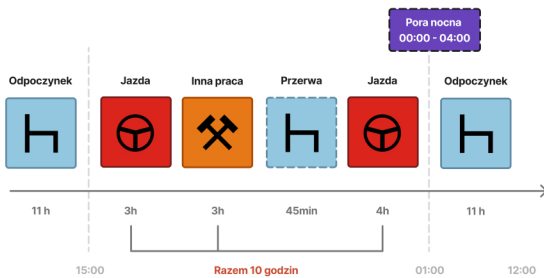 Pora nocna
00:00 - 04:00
Odpoczynek Jazda Inna praca Przerwa Jazda Odpoczynek
11 h 3h 3h 45min 4h 11 h
15:00 Razem 10 godzin 01:00 12:00